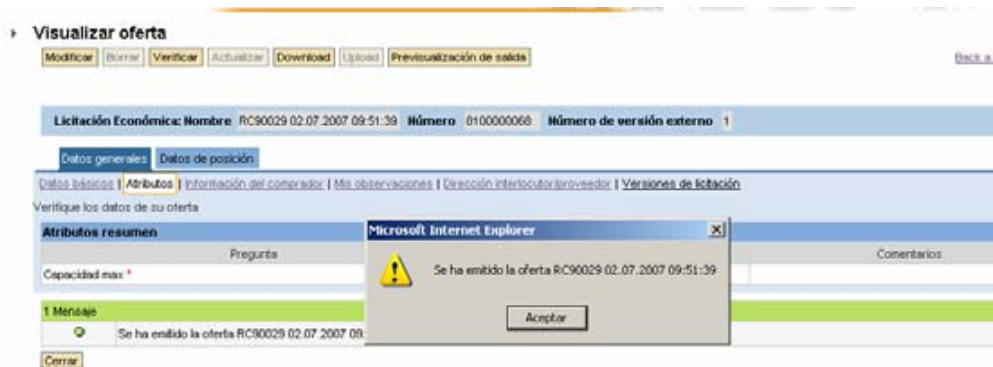 Visualizar oferta
Modificar Borrar Verificar Actualizar Download Upload Previsualización de salida Back a
Licitación Económica: Nombre RC90029 02.07.2007 09:51:39 Número 0100000068 Número de versión externo 1
Datos generales Datos de posición
Datos básicos | Atributos | Información del comprador | Mis observaciones | Dirección interlocutor/proveedor | Versiones de licitación
Verifique los datos de su oferta
Atributos resumen
Pregunta Comentarios
Capacidad max *
Microsoft Internet Explorer
Se ha emitido la oferta RC90029 02.07.2007 09:51:39
Aceptar
1 Mensaje
Se ha emitido la oferta RC90029 02.07.2007 09:
Cerrar